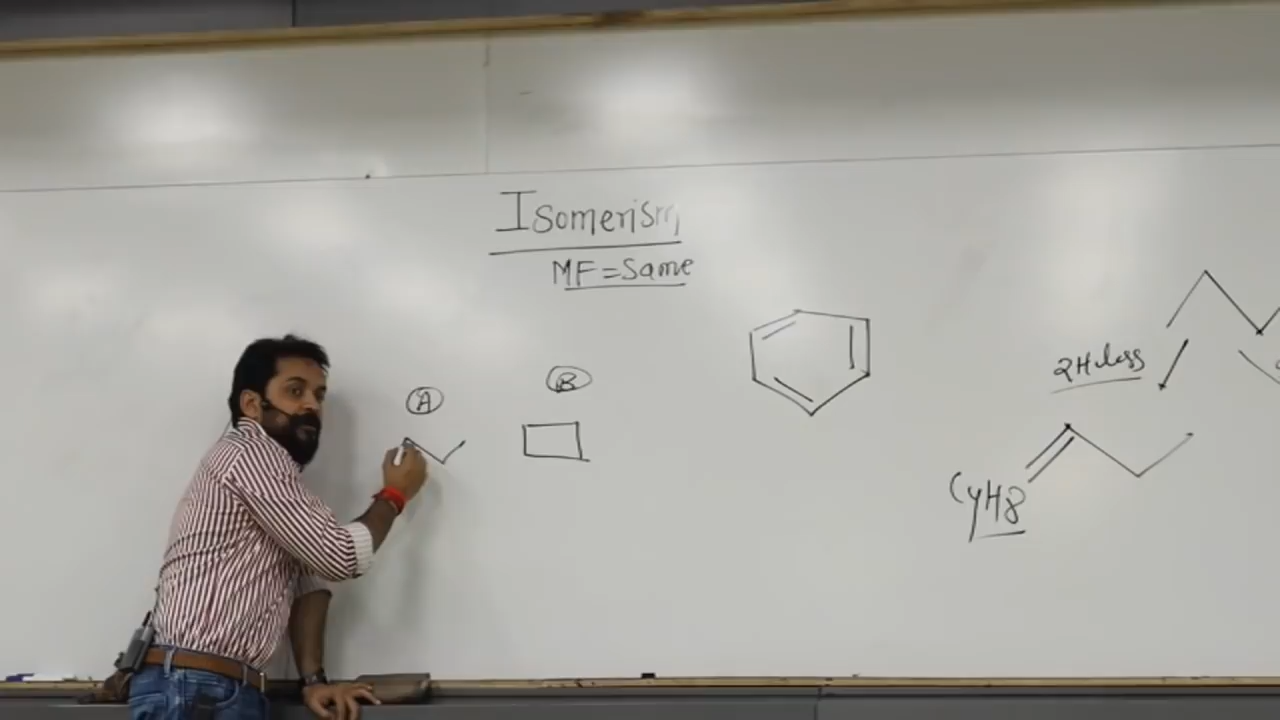 Isomerism
MF = Same
A
B
2H less
C4H8